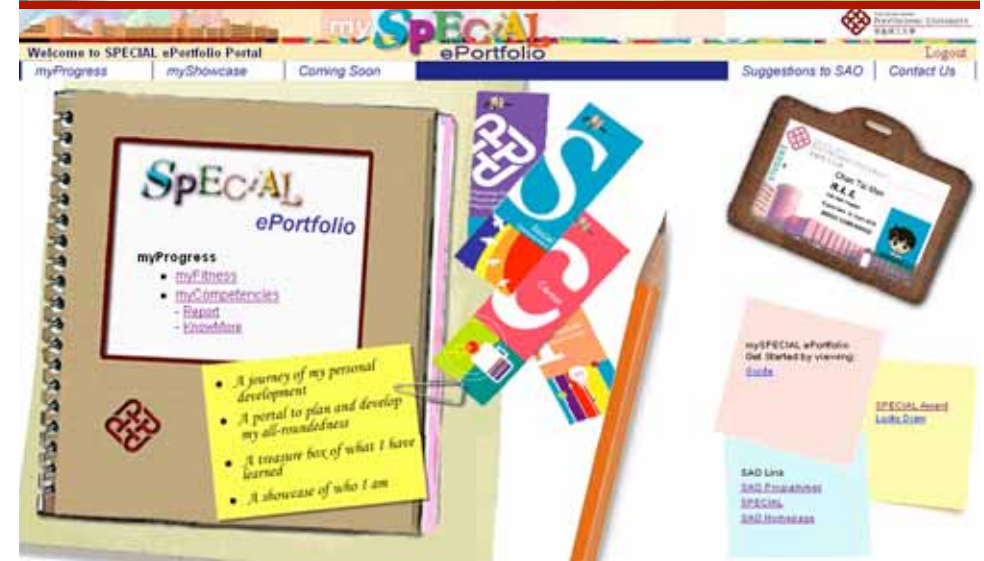 mySPECIAL
ePortfolio
Welcome to SPECIAL ePortfolio Portal
Logout
myProgress
myShowcase
Coming Soon
Suggestions to SAO
Contact Us
SPECIAL
ePortfolio
myProgress
myFitness
myCompetencies
- Report
- KnowMore
A journey of my personal
development
A portal to plan and develop
my all-roundedness
A treasure box of what I have
learned
A showcase of who I am
S
Social
C
Career
STUDENT
Chan Tai Man
mySPECIAL ePortfolio
Get Started by viewing:
Guide
SPECIAL Award
Lucky Draw
SAO Link
SAO Programmes
SPECIAL
SAO Homepage